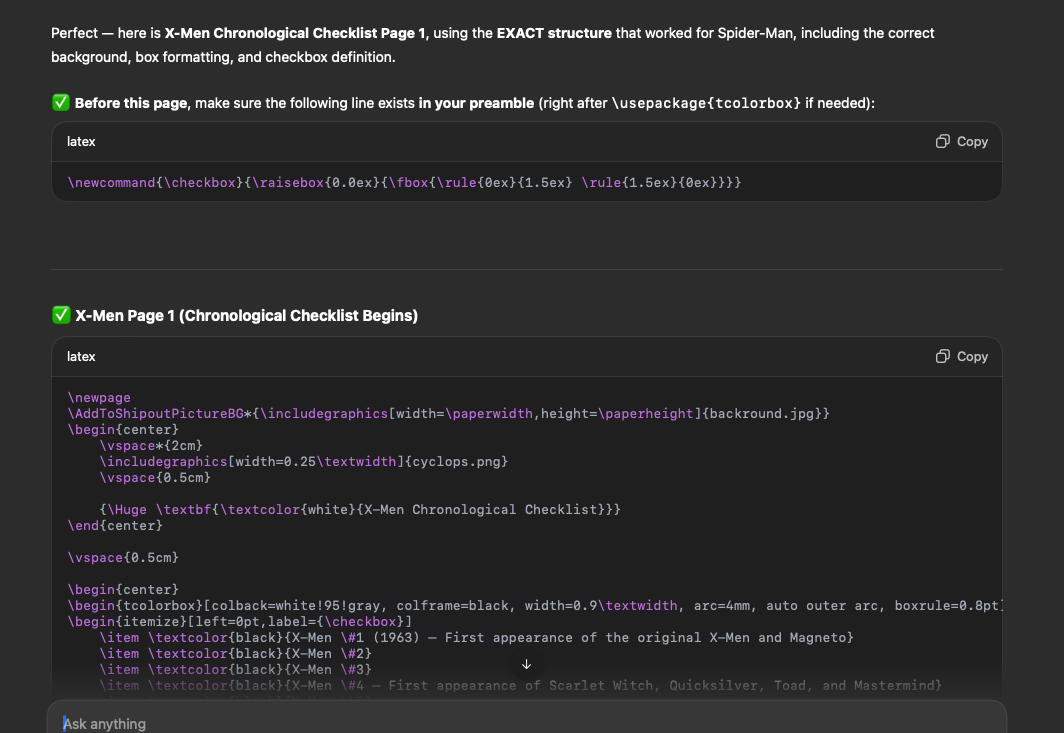 Perfect — here is X-Men Chronological Checklist Page 1, using the EXACT structure that worked for Spider-Man, including the correct
background, box formatting, and checkbox definition.
✅ Before this page, make sure the following line exists in your preamble (right after \usepackage{tcolorbox} if needed):
latex Copy
\newcommand{\checkbox}{\raisebox{0.0ex}{\fbox{\rule{0ex}{1.5ex} \rule{1.5ex}{0ex}}}}
✅ X-Men Page 1 (Chronological Checklist Begins)
latex Copy
\newpage
\AddToShipoutPictureBG*{\includegraphics[width=\paperwidth,height=\paperheight]{backround.jpg}}
\begin{center}
    \vspace*{2cm}
    \includegraphics[width=0.25\textwidth]{cyclops.png}
    \vspace{0.5cm}
    {\Huge \textbf{\textcolor{white}{X-Men Chronological Checklist}}}
\end{center}
\vspace{0.5cm}
\begin{center}
\begin{tcolorbox}[colback=white!95!gray, colframe=black, width=0.9\textwidth, arc=4mm, auto outer arc, boxrule=0.8pt]
\begin{itemize}[left=0pt,label={\checkbox}]
    \item \textcolor{black}{X-Men \#1 (1963) — First appearance of the original X-Men and Magneto}
    \item \textcolor{black}{X-Men \#2}
    \item \textcolor{black}{X-Men \#3}
    \item \textcolor{black}{X-Men \#4 — First appearance of Scarlet Witch, Quicksilver, Toad, and Mastermind}
Ask anything